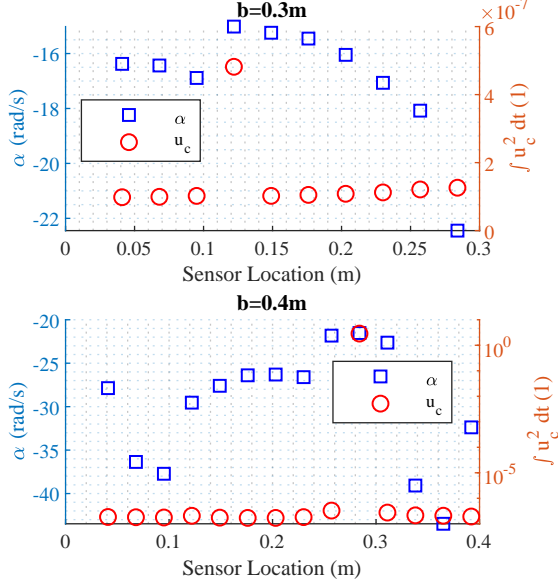 b=0.3m
×10^-7
-16
-18
-20
-22
α (rad/s)
α
u_c
6
4
2
0
∫ u_c^2 dt (1)
0 0.05 0.1 0.15 0.2 0.25 0.3
Sensor Location (m)
b=0.4m
-20
-25
-30
-35
-40
α (rad/s)
α
u_c
10^0
10^-5
∫ u_c^2 dt (1)
0 0.1 0.2 0.3 0.4
Sensor Location (m)